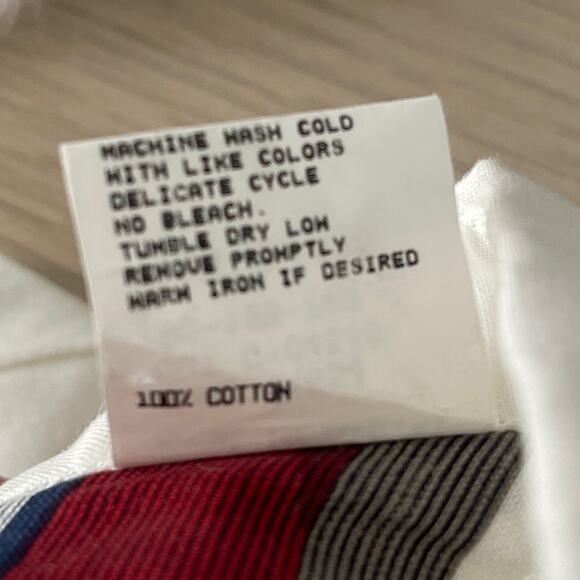 MACHINE WASH COLD
WITH LIKE COLORS
DELICATE CYCLE
NO BLEACH.
TUMBLE DRY LOW
REMOVE PROMPTLY
WARM IRON IF DESIRED
100% COTTON